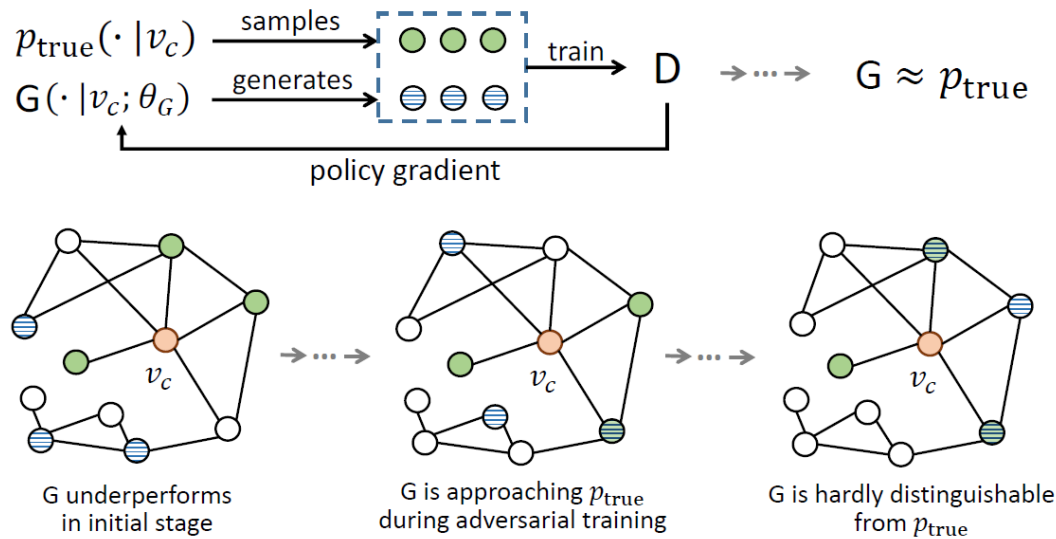 p_true(· |v_c) samples
G(· |v_c; θ_G) generates
train
D
G ≈ p_true
policy gradient
v_c
v_c
v_c
G underperforms
in initial stage
G is approaching p_true
during adversarial training
G is hardly distinguishable
from p_true